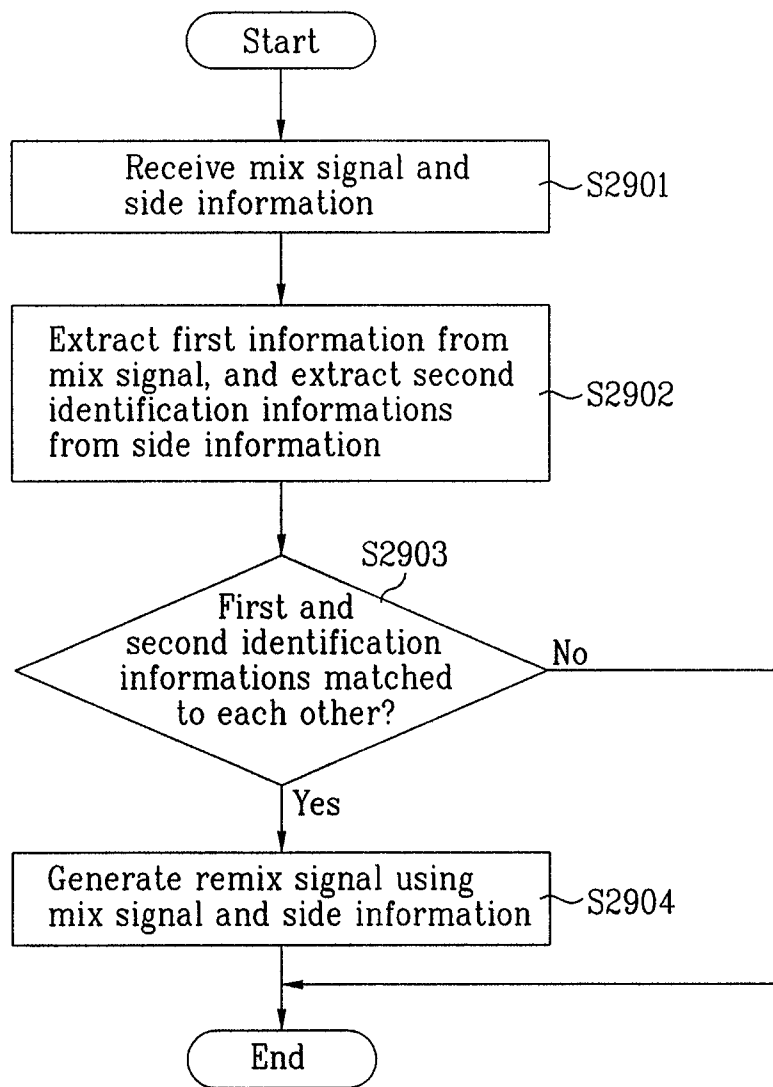 Start
Receive mix signal and
side information
S2901
Extract first information from
mix signal, and extract second
identification informations
from side information
S2902
S2903
First and
second identification
informations matched
to each other?
No
Yes
Generate remix signal using
mix signal and side information
S2904
End